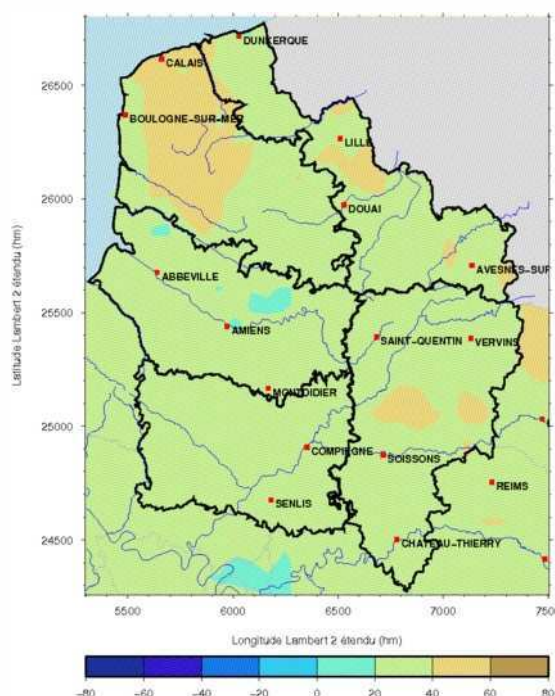 DUNKERQUE
26500
CALAIS
BOULOGNE-SUR-MER
LILLE
26000
DOUAI
AVESNES-SUR
ABBEVILLE
25500
AMIENS
SAINT-QUENTIN
VERVINS
MONTDIDIER
25000
COMPIEGNE
SOISSONS
REIMS
SENLIS
24500
CHATEAU-THIERRY
Latitude Lambert 2 étendu (hm)
5500 6000 6500 7000 7500
Longitude Lambert 2 étendu (hm)
-80 -60 -40 -20 0 20 40 60 80